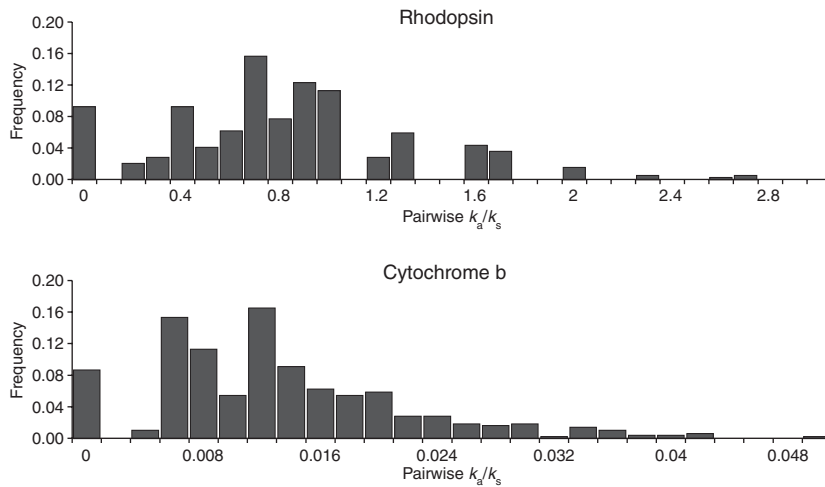 Rhodopsin
0.20
0.16
0.12
0.08
0.04
0.00
Frequency
0 0.4 0.8 1.2 1.6 2 2.4 2.8
Pairwise ka/ks
Cytochrome b
0.20
0.16
0.12
0.08
0.04
0.00
Frequency
0 0.008 0.016 0.024 0.032 0.04 0.048
Pairwise ka/ks